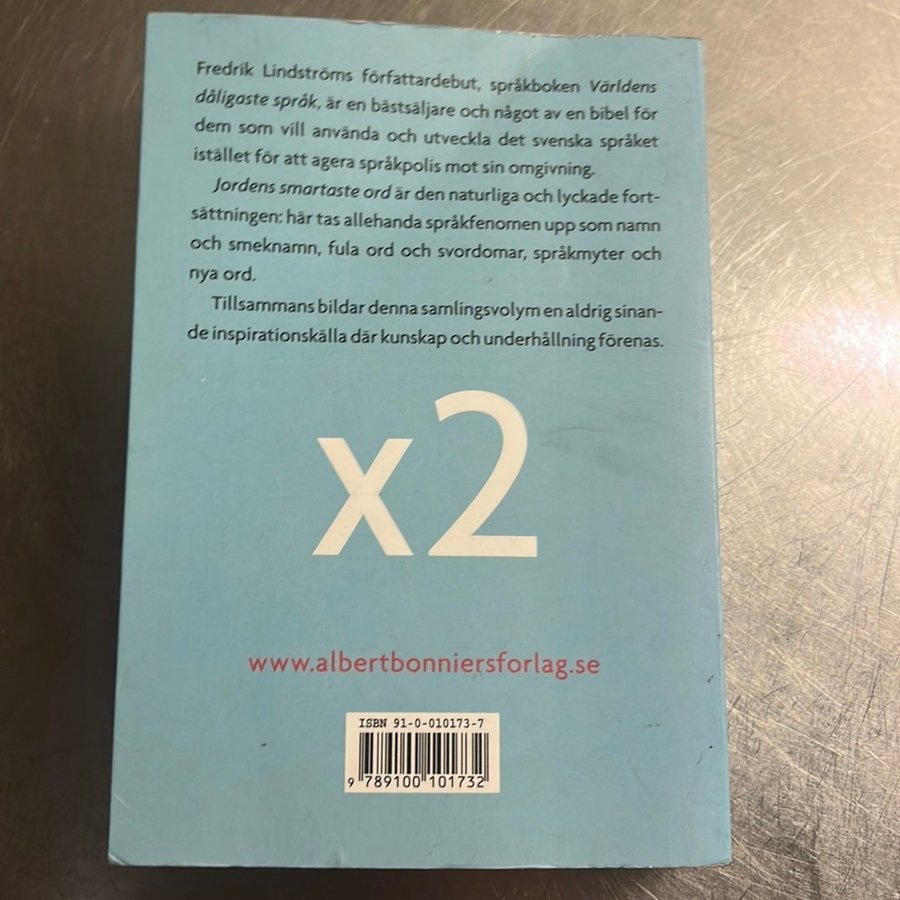 Fredrik Lindströms författardebut, språkboken Världens
dåligaste språk, är en bästsäljare och något av en bibel för
dem som vill använda och utveckla det svenska språket
istället för att agera språkpolis mot sin omgivning.
Jordens smartaste ord är den naturliga och lyckade fort-
sättningen: här tas allehanda språkfenomen upp som namn
och smeknamn, fula ord och svordomar, språkmyter och
nya ord.
Tillsammans bildar denna samlingsvolym en aldrig sinan-
de inspirationskälla där kunskap och underhållning förenas.
x2
www.albertbonniersforlag.se
ISBN 91-0-010173-7
9 789100 101732